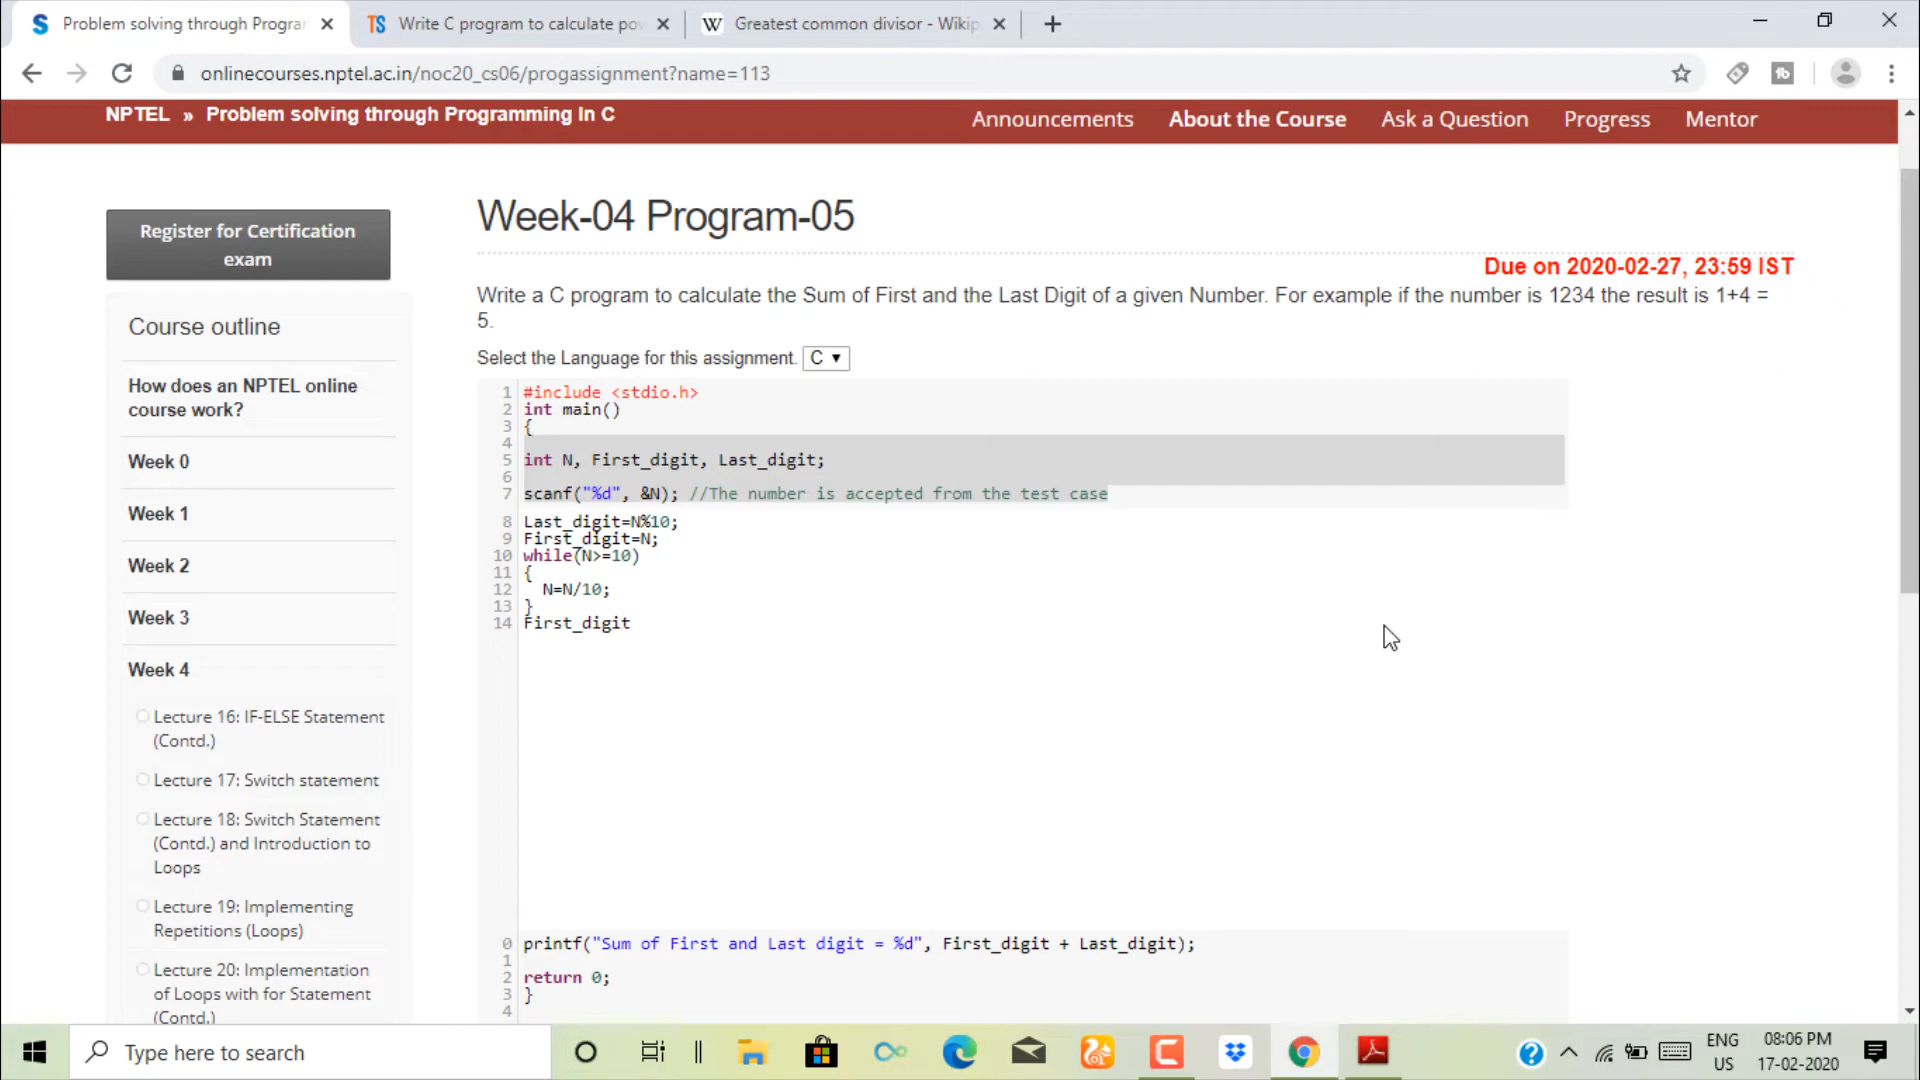 Problem solving through Progra
Write C program to calculate po
Greatest common divisor - Wikip
onlinecourses.nptel.ac.in/noc20_cs06/progassignment?name=113
NPTEL » Problem solving through Programming In C
Announcements
About the Course
Ask a Question
Progress
Mentor
Register for Certification
exam
Course outline
How does an NPTEL online
course work?
Week 0
Week 1
Week 2
Week 3
Week 4
Lecture 16: IF-ELSE Statement
(Contd.)
Lecture 17: Switch statement
Lecture 18: Switch Statement
(Contd.) and Introduction to
Loops
Lecture 19: Implementing
Repetitions (Loops)
Lecture 20: Implementation
of Loops with for Statement
(Contd.)
Week-04 Program-05
Due on 2020-02-27, 23:59 IST
Write a C program to calculate the Sum of First and the Last Digit of a given Number. For example if the number is 1234 the result is 1+4 =
5.
Select the Language for this assignment. C
1 #include <stdio.h>
2 int main()
3 {
4
5 int N, First_digit, Last_digit;
6
7 scanf("%d", &N); //The number is accepted from the test case
8 Last_digit=N%10;
9 First_digit=N;
10 while(N>=10)
11 {
12 N=N/10;
13 }
14 First_digit
0 printf("Sum of First and Last digit = %d", First_digit + Last_digit);
1
2 return 0;
3 }
4
Type here to search
ENG
US
08:06 PM
17-02-2020